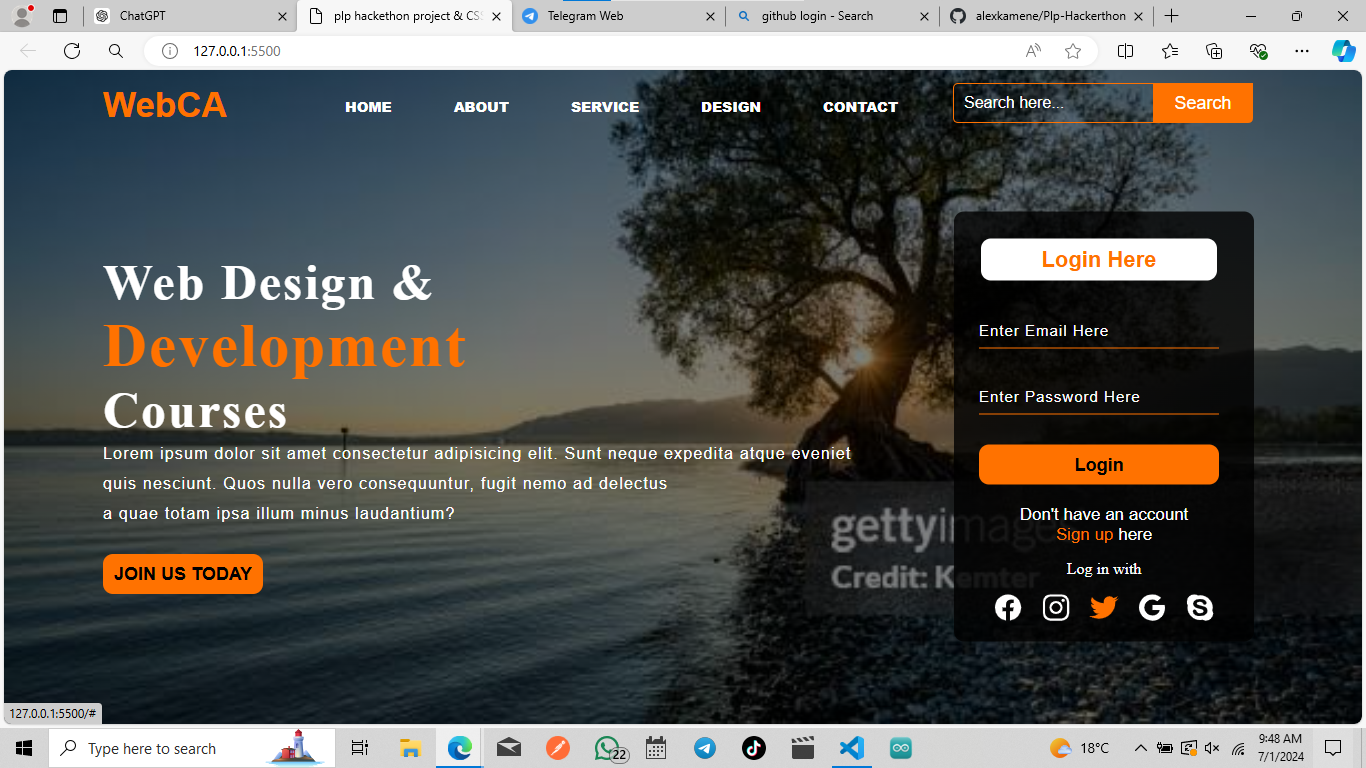 ChatGPT
plp hackethon project & CS
Telegram Web
github login - Search
alexkamene/Plp-Hackerthon
127.0.0.1:5500
WebCA
HOME
ABOUT
SERVICE
DESIGN
CONTACT
Search here...
Search
Web Design &
Development
Courses
Lorem ipsum dolor sit amet consectetur adipisicing elit. Sunt neque expedita atque eveniet
quis nesciunt. Quos nulla vero consequuntur, fugit nemo ad delectus
a quae totam ipsa illum minus laudantium?
JOIN US TODAY
Login Here
Enter Email Here
Enter Password Here
Login
Don't have an account
Sign up here
Log in with
gettyimages
Credit: Kemter
127.0.0.1:5500/#
Type here to search
22
18°C
9:48 AM
7/1/2024